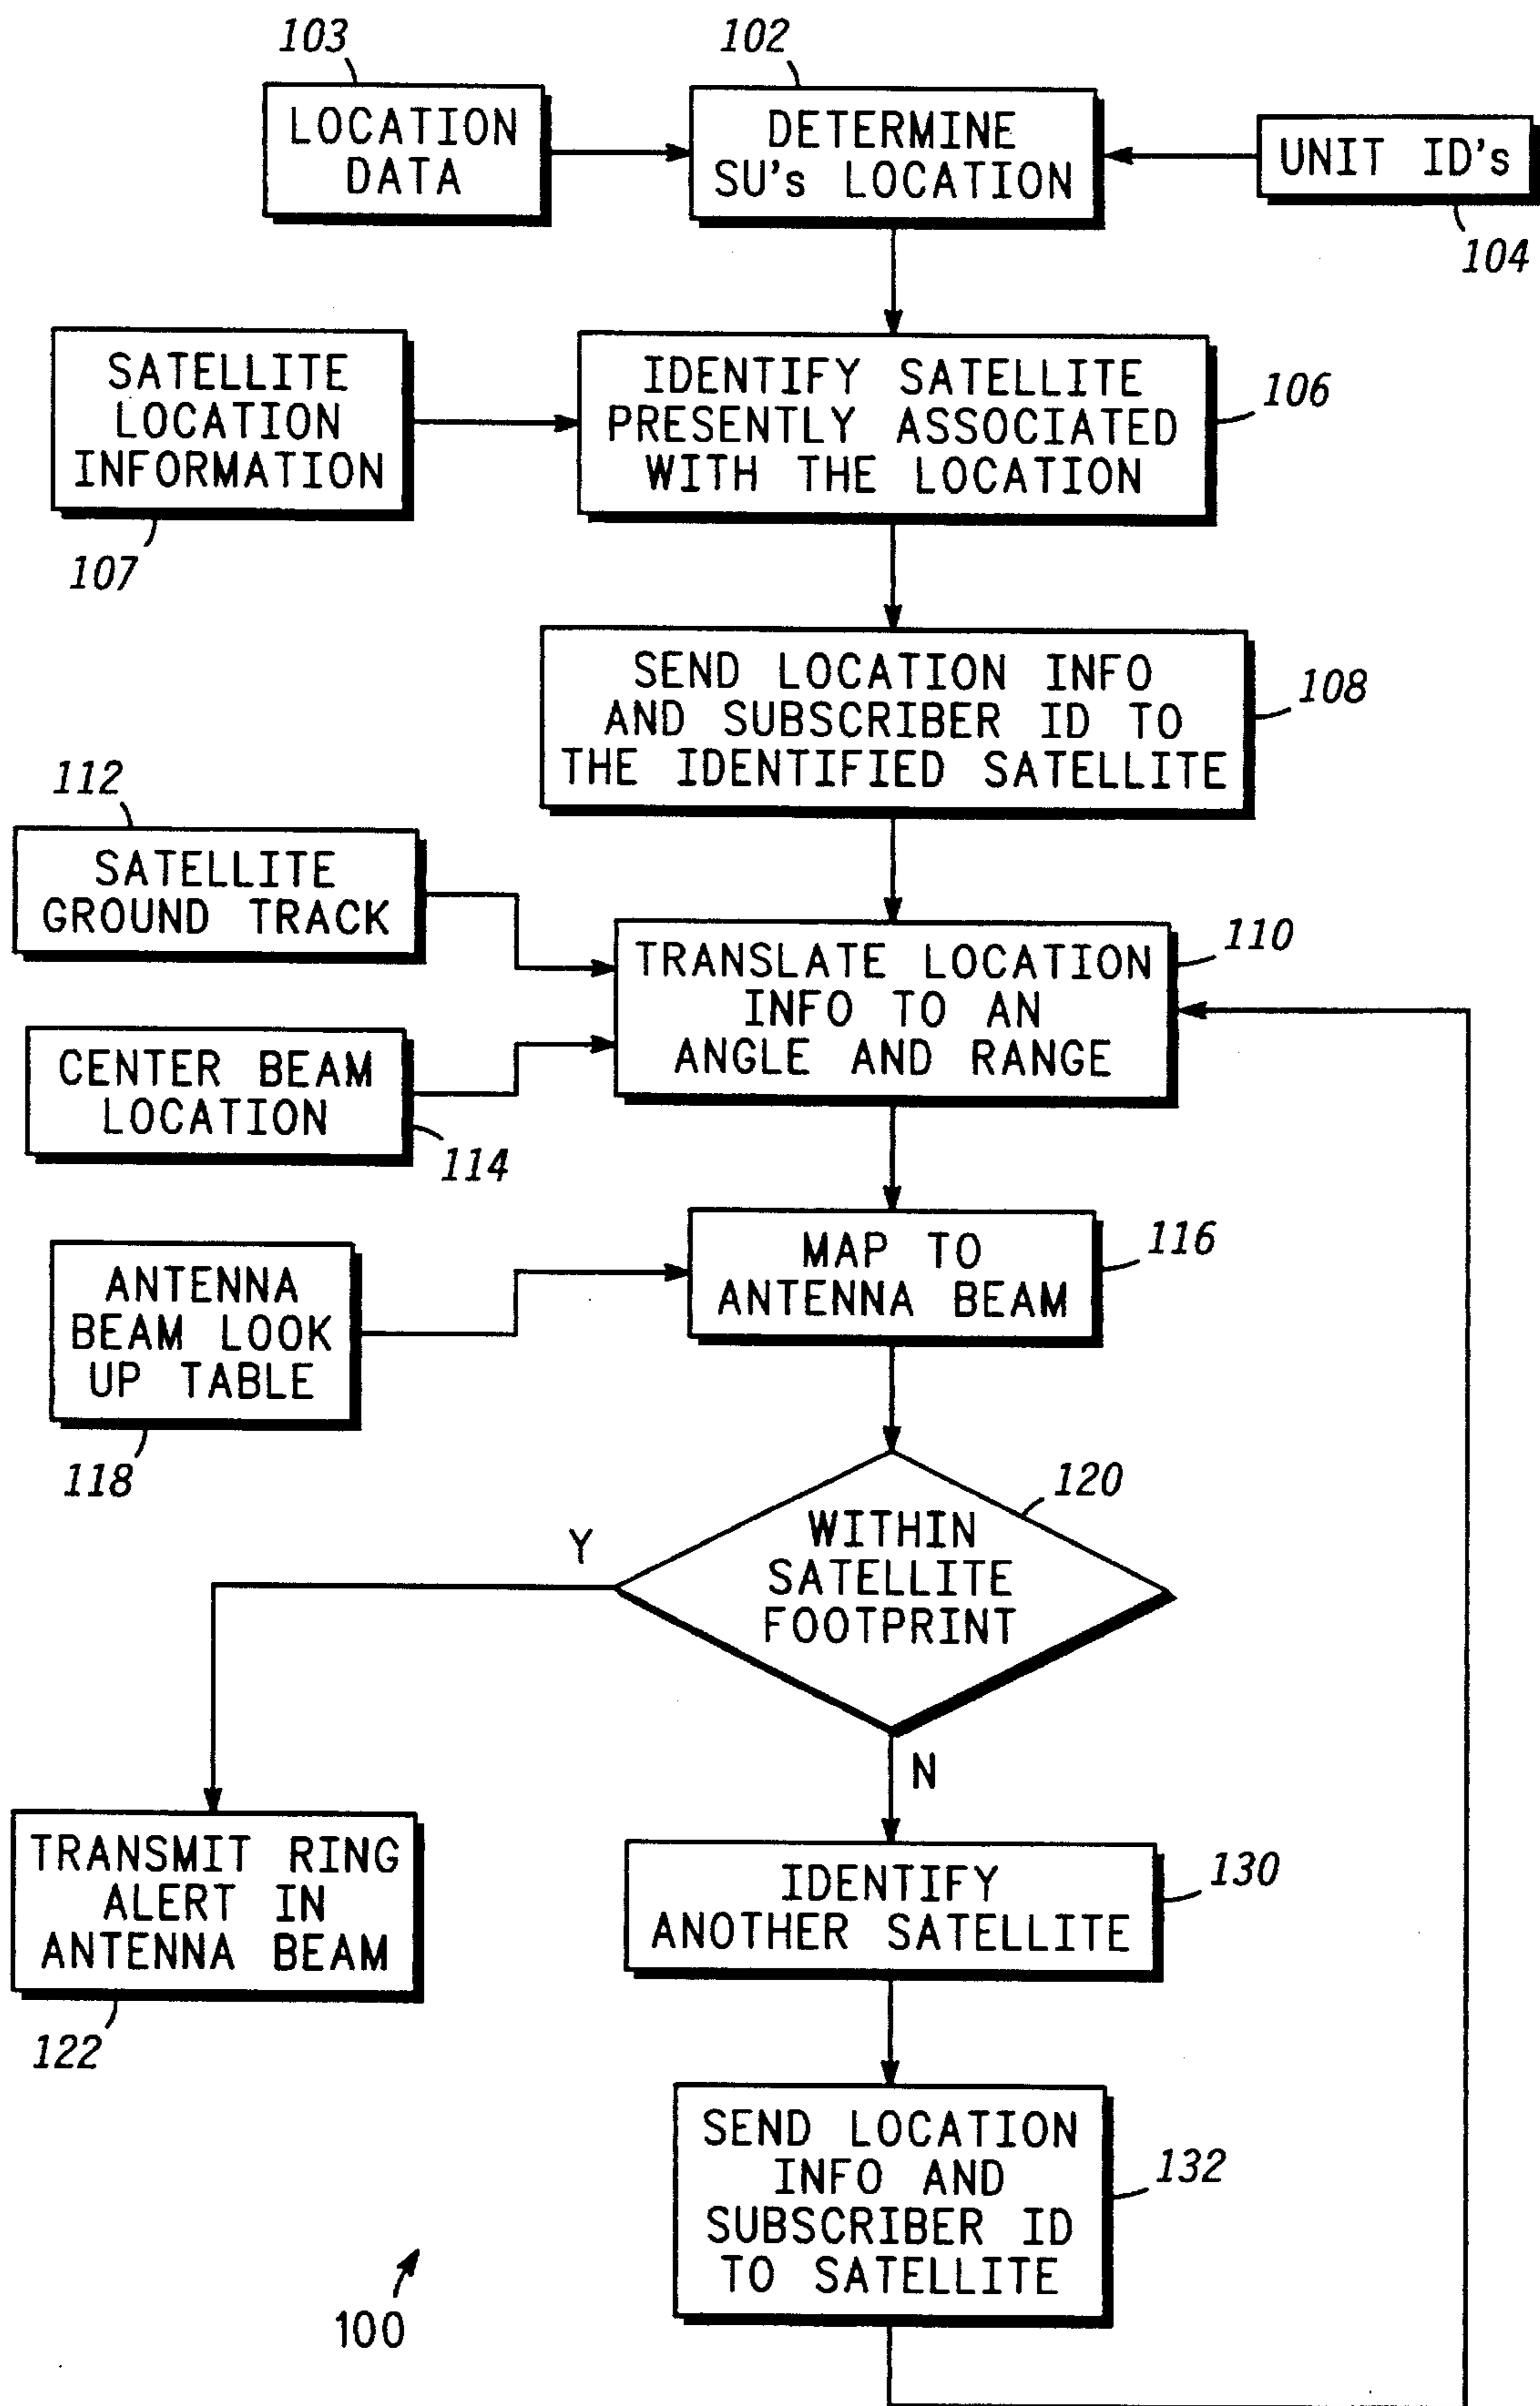 103
102
LOCATION
DATA
DETERMINE
SU's LOCATION
UNIT ID's
104
SATELLITE
LOCATION
INFORMATION
107
IDENTIFY SATELLITE
PRESENTLY ASSOCIATED
WITH THE LOCATION
106
SEND LOCATION INFO
AND SUBSCRIBER ID TO
THE IDENTIFIED SATELLITE
108
112
SATELLITE
GROUND TRACK
TRANSLATE LOCATION
INFO TO AN
ANGLE AND RANGE
110
CENTER BEAM
LOCATION
114
MAP TO
ANTENNA BEAM
116
ANTENNA
BEAM LOOK
UP TABLE
118
WITHIN
SATELLITE
FOOTPRINT
120
Y
N
TRANSMIT RING
ALERT IN
ANTENNA BEAM
122
IDENTIFY
ANOTHER SATELLITE
130
SEND LOCATION
INFO AND
SUBSCRIBER ID
TO SATELLITE
132
100